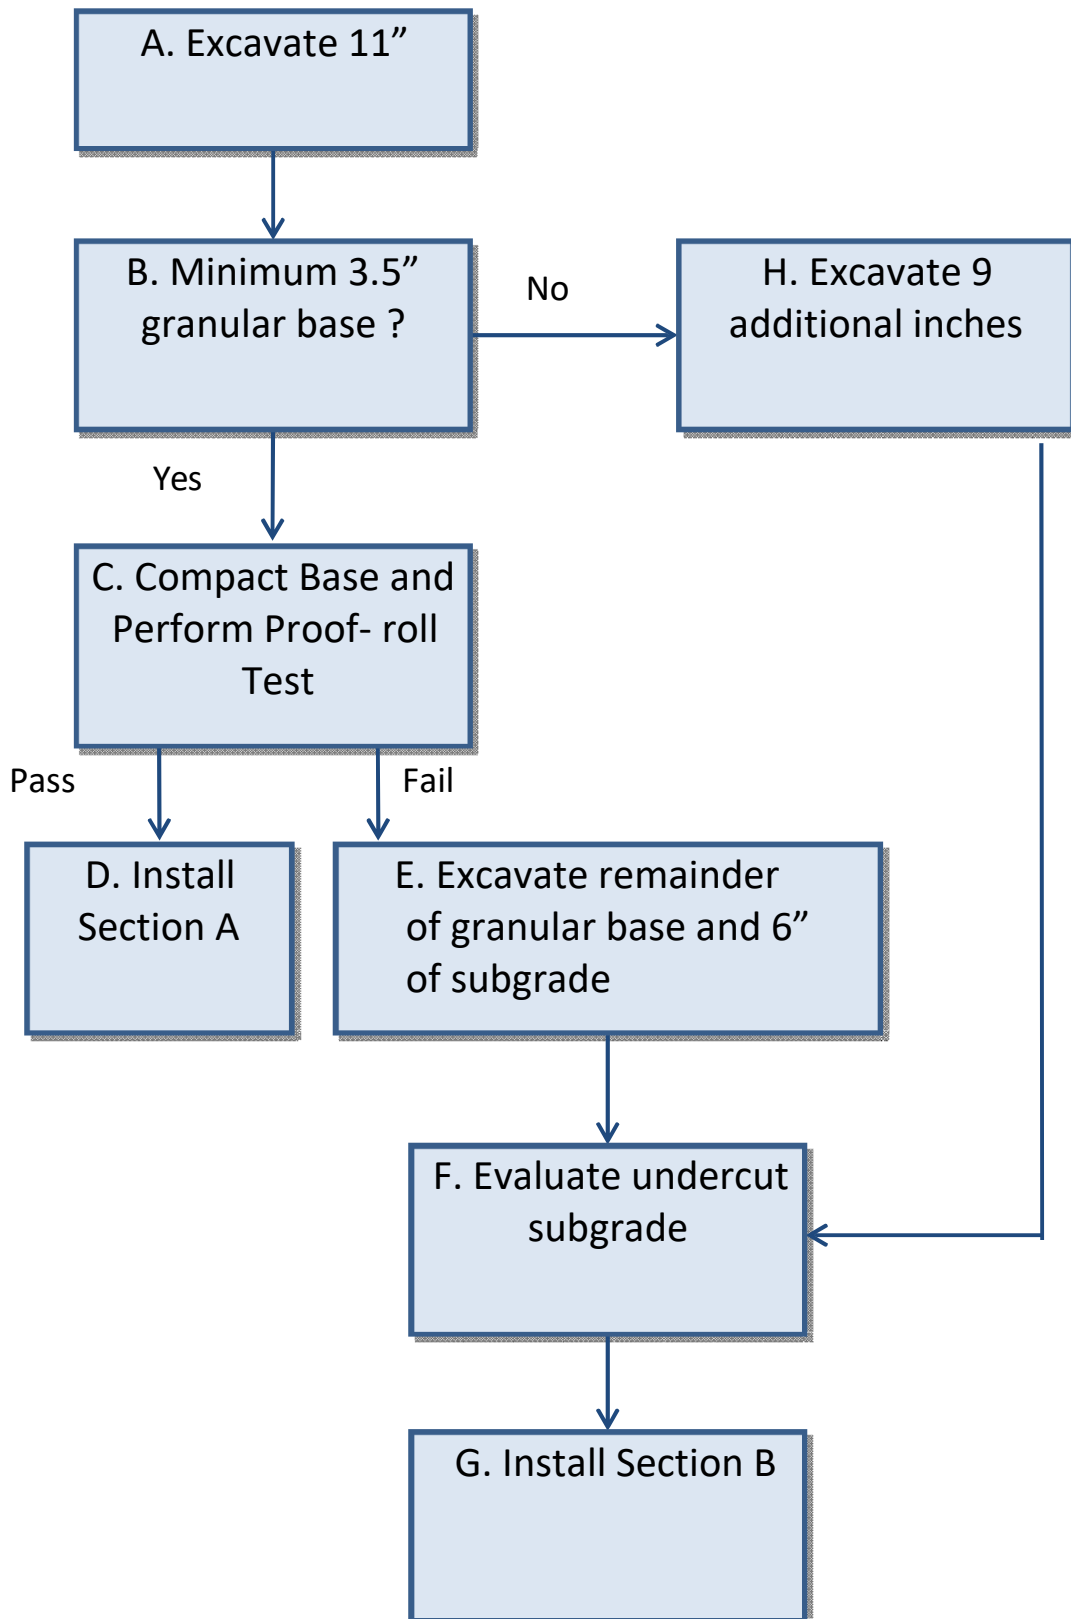 A. Excavate 11”
B. Minimum 3.5”
granular base ?
No
H. Excavate 9
additional inches
Yes
C. Compact Base and
Perform Proof- roll
Test
Pass
Fail
D. Install
Section A
E. Excavate remainder
of granular base and 6”
of subgrade
F. Evaluate undercut
subgrade
G. Install Section B